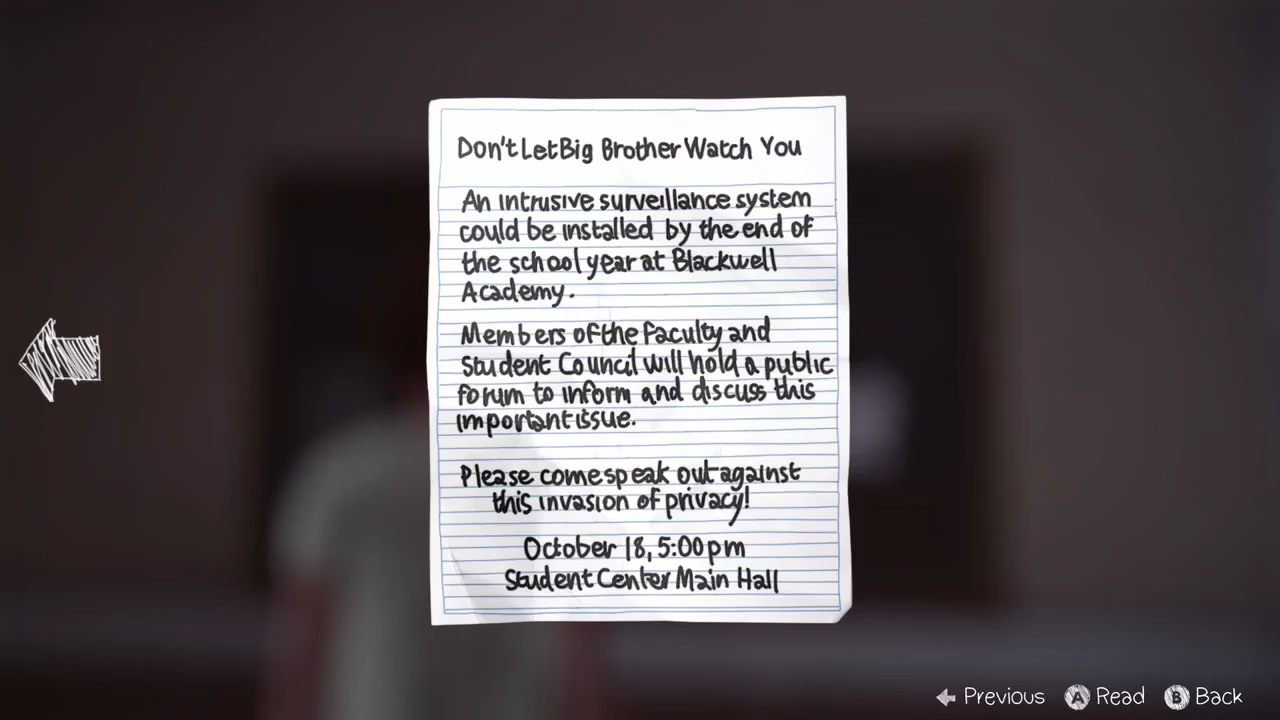 Don't Let Big Brother Watch You
An intrusive surveillance system
could be installed by the end of
the school year at Blackwell
Academy.
Members of the faculty and
Student Council will hold a public
forum to inform and discuss this
important issue.
Please come speak out against
this invasion of privacy!
October 18, 5:00pm
Student Center Main Hall
Previous A Read B Back